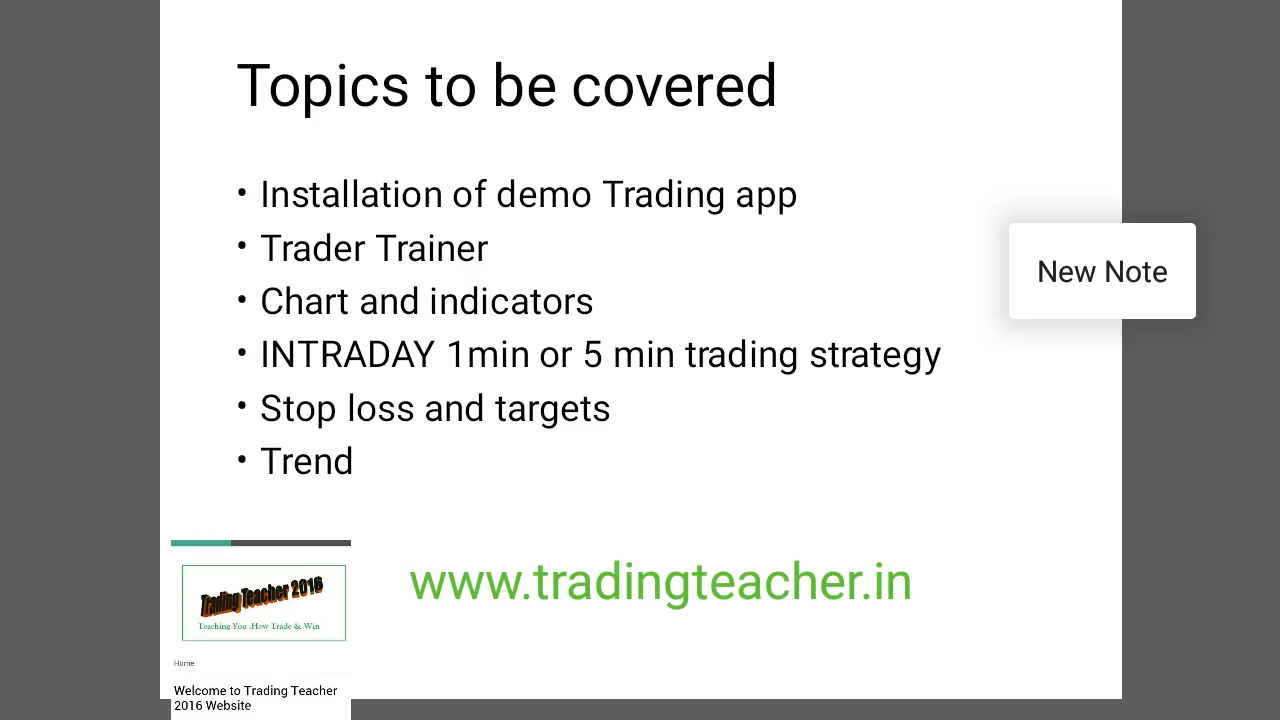 Topics to be covered
• Installation of demo Trading app
• Trader Trainer
• Chart and indicators
• INTRADAY 1min or 5 min trading strategy
• Stop loss and targets
• Trend
New Note
www.tradingteacher.in
Trading Teacher 2016
Teaching You .How Trade & Win
Home
Welcome to Trading Teacher
2016 Website